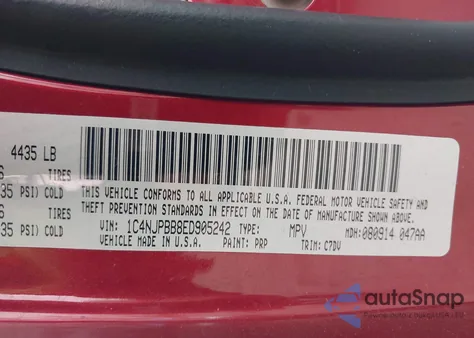 4435 LB
TIRES
35 PSI) COLD
TIRES
35 PSI) COLD
THIS VEHICLE CONFORMS TO ALL APPLICABLE U.S.A. FEDERAL MOTOR VEHICLE SAFETY AND
THEFT PREVENTION STANDARDS IN EFFECT ON THE DATE OF MANUFACTURE SHOWN ABOVE.
VIN: 1C4NJPBB8ED905242 TYPE: MPV MDH: 080914 047AA
VEHICLE MADE IN U.S.A. PAINT: PRP TRIM: C7DV
autoSnap